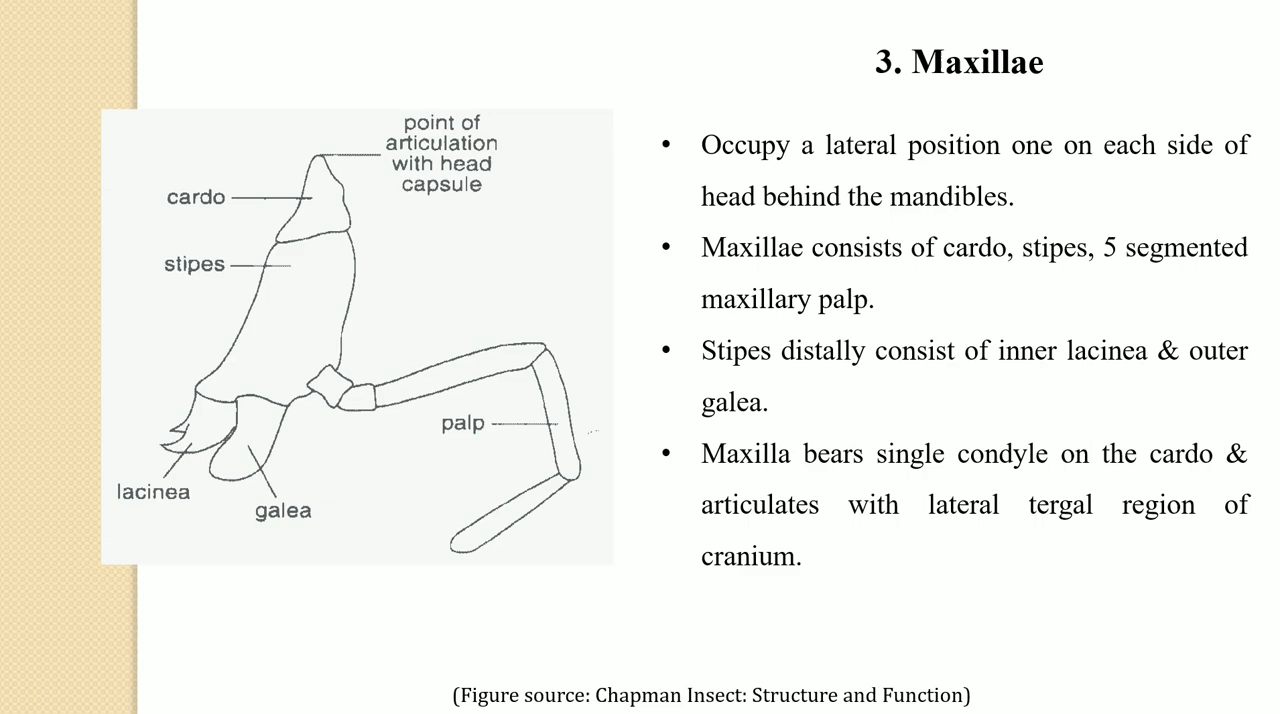 3. Maxillae
point of
articulation
with head
capsule
cardo
stipes
palp
lacinea
galea
• Occupy a lateral position one on each side of
head behind the mandibles.
• Maxillae consists of cardo, stipes, 5 segmented
maxillary palp.
• Stipes distally consist of inner lacinea & outer
galea.
• Maxilla bears single condyle on the cardo &
articulates with lateral tergal region of
cranium.
(Figure source: Chapman Insect: Structure and Function)